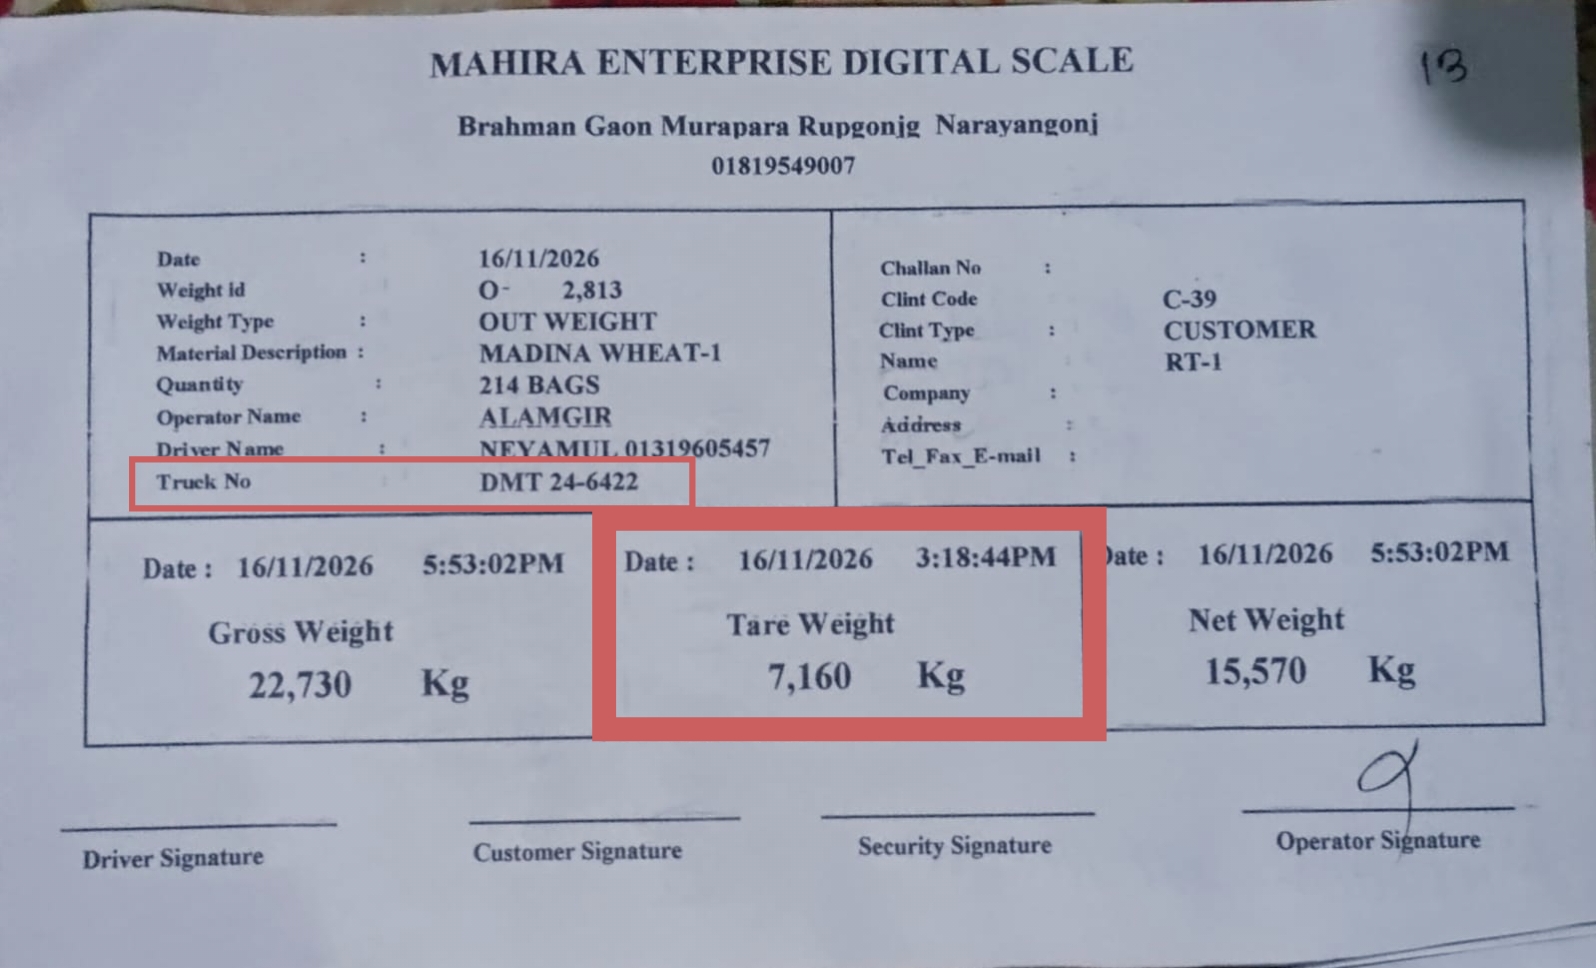 MAHIRA ENTERPRISE DIGITAL SCALE
13
Brahman Gaon Murapara Rupgonjg Narayangonj
01819549007
Date : 16/11/2026
Weight id O- 2,813
Weight Type : OUT WEIGHT
Material Description : MADINA WHEAT-1
Quantity : 214 BAGS
Operator Name : ALAMGIR
Driver Name : NEYAMUL 01319605457
Truck No DMT 24-6422
Challan No :
Clint Code C-39
Clint Type : CUSTOMER
Name RT-1
Company :
Address :
Tel_Fax_E-mail :
Date : 16/11/2026 5:53:02PM
Gross Weight
22,730 Kg
Date : 16/11/2026 3:18:44PM
Tare Weight
7,160 Kg
Date : 16/11/2026 5:53:02PM
Net Weight
15,570 Kg
Driver Signature
Customer Signature
Security Signature
Operator Signature